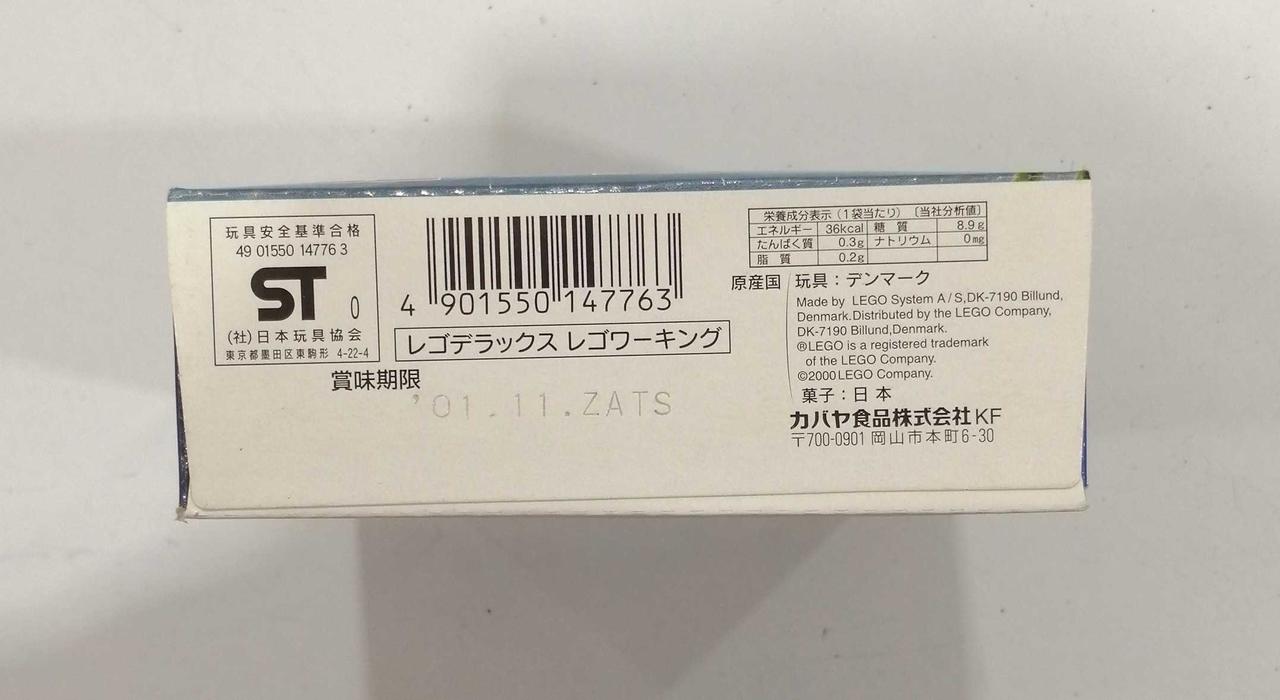 玩具安全基準合格
49 01550 14776 3
ST 0
(社)日本玩具協会
東京都墨田区東駒形 4-22-4
4 901550 147763
レゴデラックス レゴワーキング
賞味期限
'01.11.ZATS
栄養成分表示(1袋当たり)〔当社分析値〕
エネルギー 36kcal 糖質 8.9g
たんぱく質 0.3g ナトリウム 0mg
脂質 0.2g
原産国 玩具:デンマーク
Made by LEGO System A/S,DK-7190 Billund,
Denmark.Distributed by the LEGO Company,
DK-7190 Billund,Denmark.
®LEGO is a registered trademark
of the LEGO Company.
©2000 LEGO Company.
菓子:日本
カバヤ食品株式会社 KF
〒700-0901 岡山市本町6-30